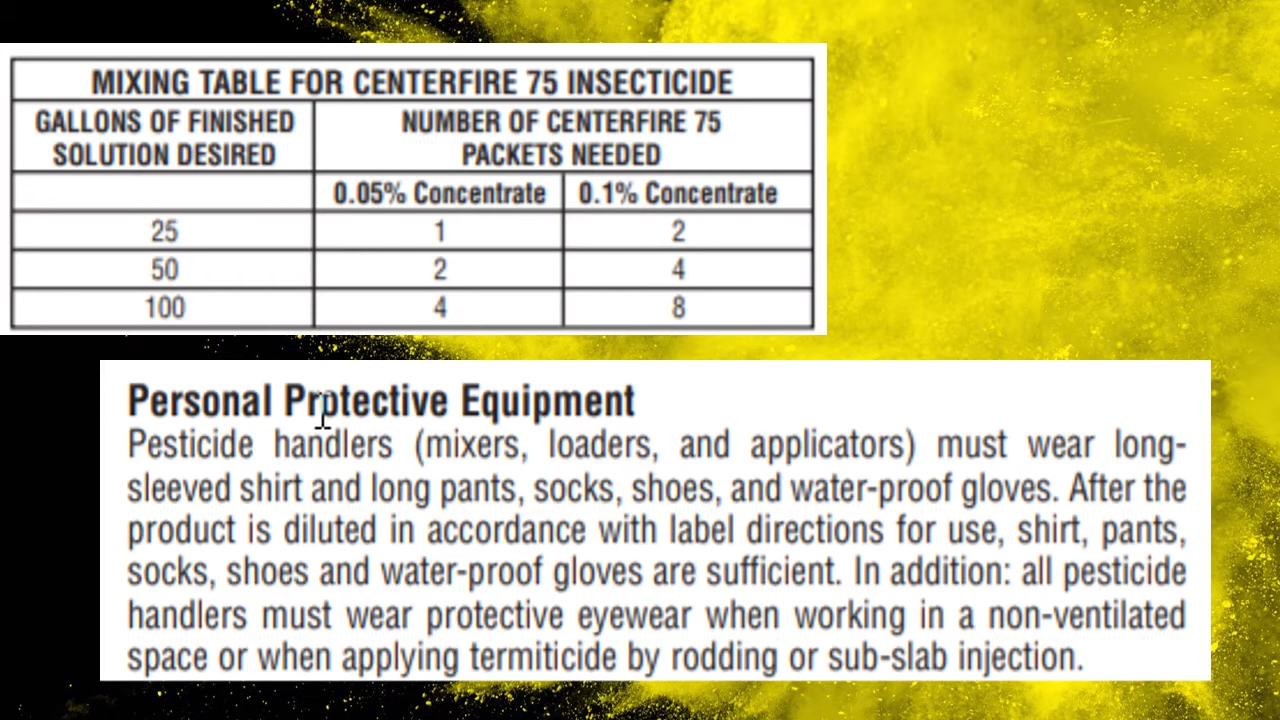 MIXING TABLE FOR CENTERFIRE 75 INSECTICIDE
GALLONS OF FINISHED
SOLUTION DESIRED
NUMBER OF CENTERFIRE 75
PACKETS NEEDED
0.05% Concentrate 0.1% Concentrate
25 1 2
50 2 4
100 4 8
Personal Protective Equipment
Pesticide handlers (mixers, loaders, and applicators) must wear long-
sleeved shirt and long pants, socks, shoes, and water-proof gloves. After the
product is diluted in accordance with label directions for use, shirt, pants,
socks, shoes and water-proof gloves are sufficient. In addition: all pesticide
handlers must wear protective eyewear when working in a non-ventilated
space or when applying termiticide by rodding or sub-slab injection.